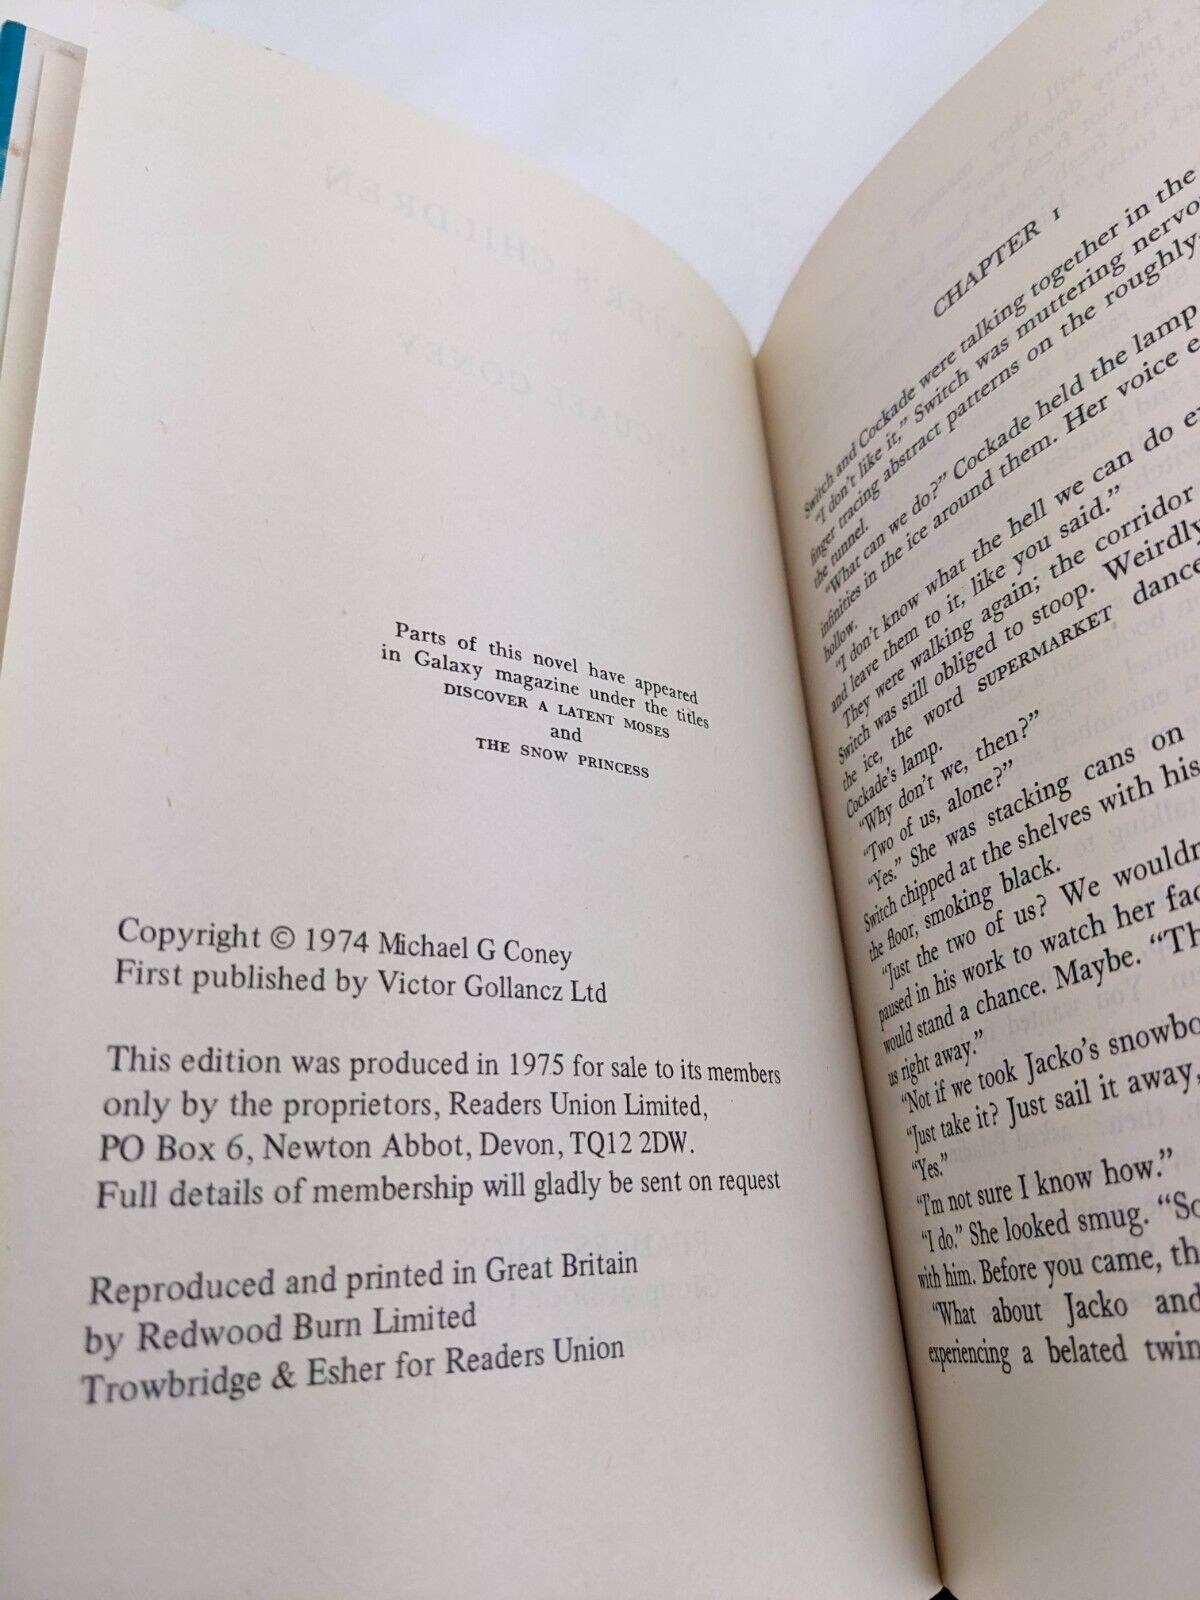 Parts of this novel have appeared
in Galaxy magazine under the titles
DISCOVER A LATENT MOSES
and
THE SNOW PRINCESS
Copyright © 1974 Michael G Coney
First published by Victor Gollancz Ltd
This edition was produced in 1975 for sale to its members
only by the proprietors, Readers Union Limited,
PO Box 6, Newton Abbot, Devon, TQ12 2DW.
Full details of membership will gladly be sent on request
Reproduced and printed in Great Britain
by Redwood Burn Limited
Trowbridge & Esher for Readers Union
CHAPTER 1
Switch and Cockade were talking together in the
"I don't like it," Switch was muttering nervo
finger tracing abstract patterns on the roughly-
the tunnel.
"What can we do?" Cockade held the lamp
infinities in the ice around them. Her voice e
hollow.
"I don't know what the hell we can do e
and leave them to it, like you said."
They were walking again; the corridor
Switch was still obliged to stoop. Weirdly
the ice, the word SUPERMARKET dance
Cockade's lamp.
"Why don't we, then?"
"Two of us, alone?"
"Yes." She was stacking cans on
Switch chipped at the shelves with his
the floor, smoking black.
"Just the two of us? We wouldn
paused in his work to watch her fac
would stand a chance. Maybe. "Th
us right away."
"Not if we took Jacko's snowbo
"Just take it? Just sail it away,
"Yes."
"I'm not sure I know how."
"I do." She looked smug. "So
with him. Before you came, th
"What about Jacko and
experiencing a belated twin